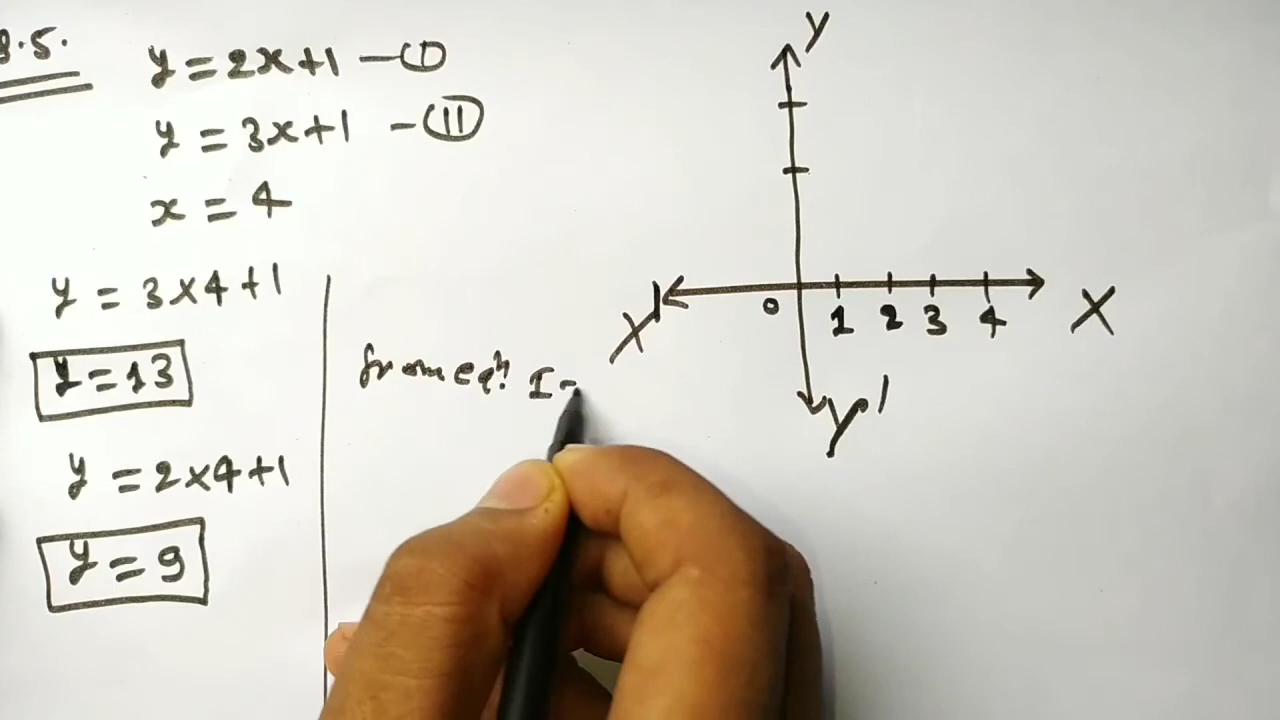 8.5.
y = 2x+1 - I
y = 3x+1 - II
x = 4
y = 3×4+1
y = 13
y = 2×4+1
y = 9
from eqn. I -
Y
X'
0 1 2 3 4
X
Y'